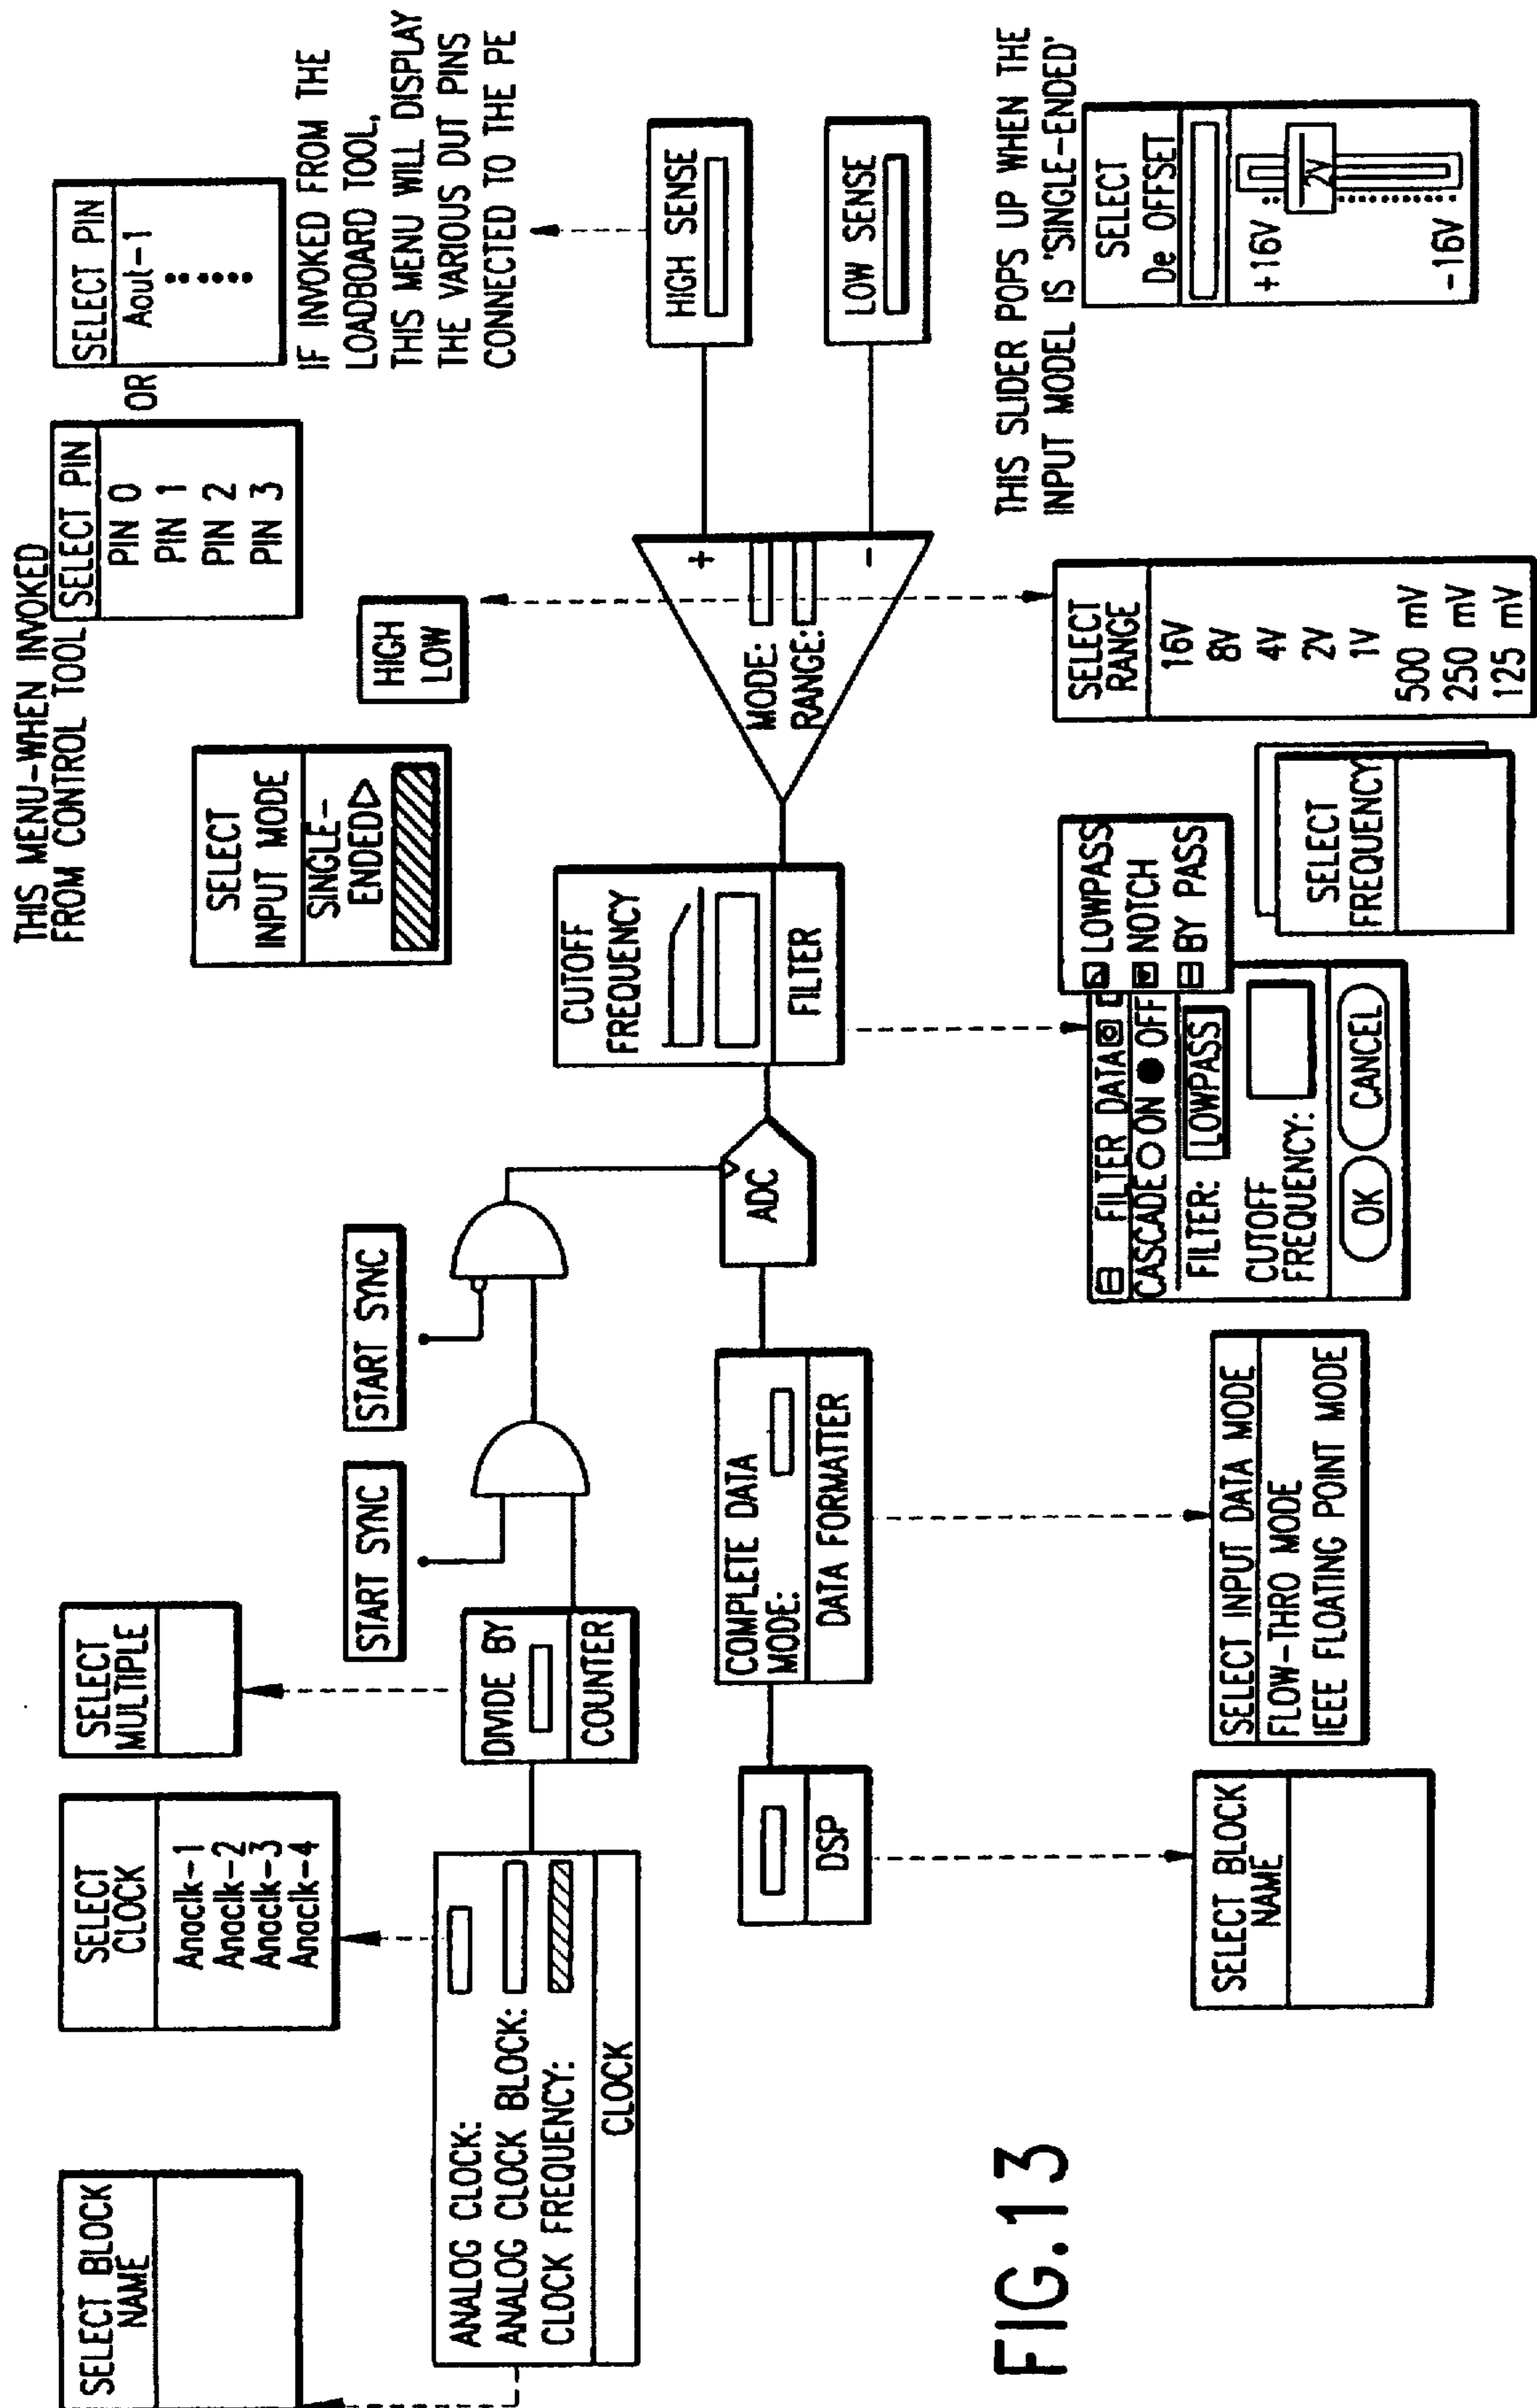 THIS MENU-WHEN INVOKED
FROM CONTROL TOOL
SELECT BLOCK
NAME
SELECT
CLOCK
Anaclk-1
Anaclk-2
Anaclk-3
Anaclk-4
SELECT
MULTIPLE
SELECT
INPUT MODE
SINGLE-
ENDED
SELECT PIN
PIN 0
PIN 1
PIN 2
PIN 3
OR
SELECT PIN
Aout-1
IF INVOKED FROM THE
LOADBOARD TOOL,
THIS MENU WILL DISPLAY
THE VARIOUS DUT PINS
CONNECTED TO THE PE
HIGH
LOW
START SYNC
START SYNC
ANALOG CLOCK:
ANALOG CLOCK BLOCK:
CLOCK FREQUENCY:
CLOCK
DIVIDE BY
COUNTER
CUTOFF
FREQUENCY
FILTER
+
MODE:
RANGE:
-
HIGH SENSE
LOW SENSE
DSP
COMPLETE DATA
MODE:
DATA FORMATTER
ADC
THIS SLIDER POPS UP WHEN THE
INPUT MODEL IS 'SINGLE-ENDED'
SELECT BLOCK
NAME
SELECT INPUT DATA MODE
FLOW-THRO MODE
IEEE FLOATING POINT MODE
FILTER DATA
CASCADE ON OFF
FILTER: LOWPASS
CUTOFF
FREQUENCY:
OK CANCEL
LOWPASS
NOTCH
BY PASS
SELECT
FREQUENCY
SELECT
RANGE
16V
8V
4V
2V
1V
500 mV
250 mV
125 mV
SELECT
De OFFSET
+16V
2V
-16V
FIG.13